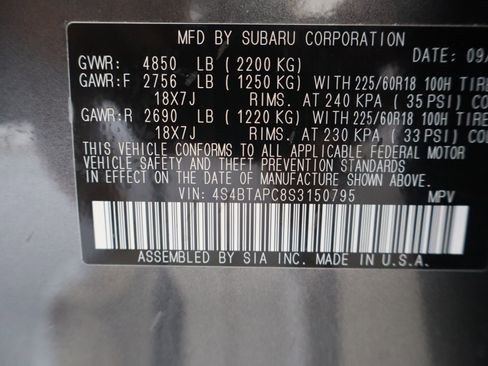 MFD BY SUBARU CORPORATION
DATE: 09/
GVWR: 4850 LB (2200 KG)
GAWR:F 2756 LB (1250 KG) WITH 225/60R18 100H TIRE
18X7J RIMS. AT 240 KPA (35 PSI) COL
GAWR:R 2690 LB (1220 KG) WITH 225/60R18 100H TIRE
18X7J RIMS. AT 230 KPA (33 PSI) COL
THIS VEHICLE CONFORMS TO ALL APPLICABLE FEDERAL MOTOR
VEHICLE SAFETY AND THEFT PREVENTION STANDARDS
IN EFFECT ON THE DATE OF MANUFACTURE SHOWN ABOVE.
VIN: 4S4BTAPC8S3150795 MPV
ASSEMBLED BY SIA INC. MADE IN U.S.A.